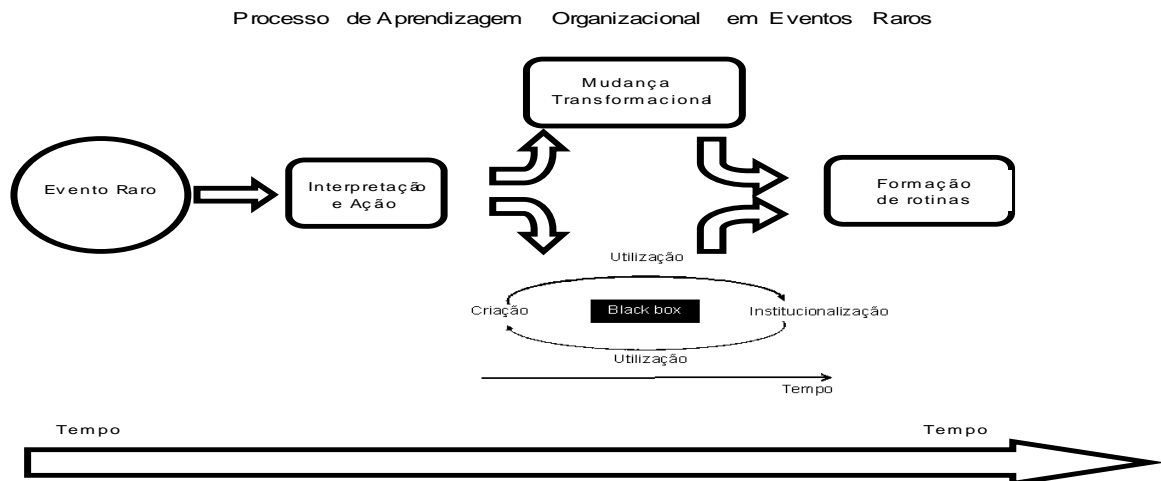 Processo de Aprendizagem Organizacional em Eventos Raros
Mudança
Transformacional
Evento Raro
Interpretação
e Ação
Formação
de rotinas
Utilização
Criação
Black box
Institucionalização
Utilização
Tempo
Tempo
Tempo